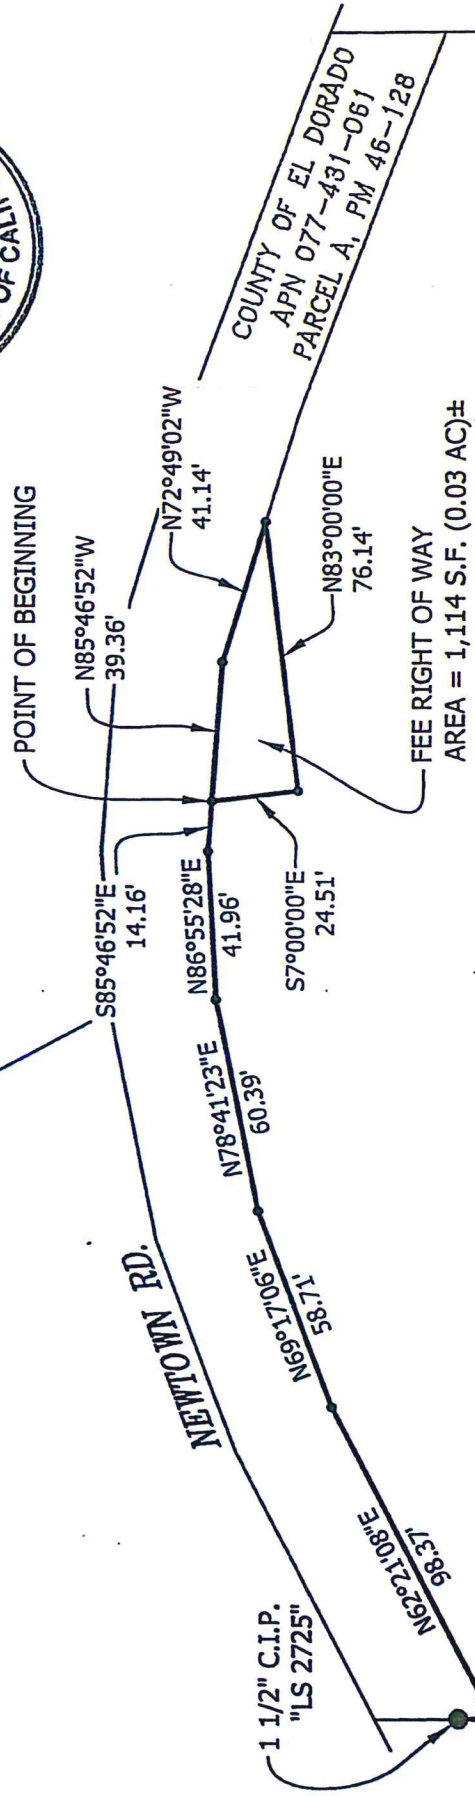 OF CALI
POINT OF BEGINNING
N85°46'52"W
39.36'
N72°49'02"W
41.14'
COUNTY OF EL DORADO
APN 077-431-061
PARCEL A, PM 46-128
S85°46'52"E
14.16'
N86°55'28"E
41.96'
S7°00'00"E
24.51'
N83°00'00"E
76.14'
FEE RIGHT OF WAY
AREA = 1,114 S.F. (0.03 AC)±
N78°41'23"E
60.39'
NEWTOWN RD.
N69°17'06"E
58.71'
N62°21'08"E
98.37'
1 1/2" C.I.P.
"LS 2725"